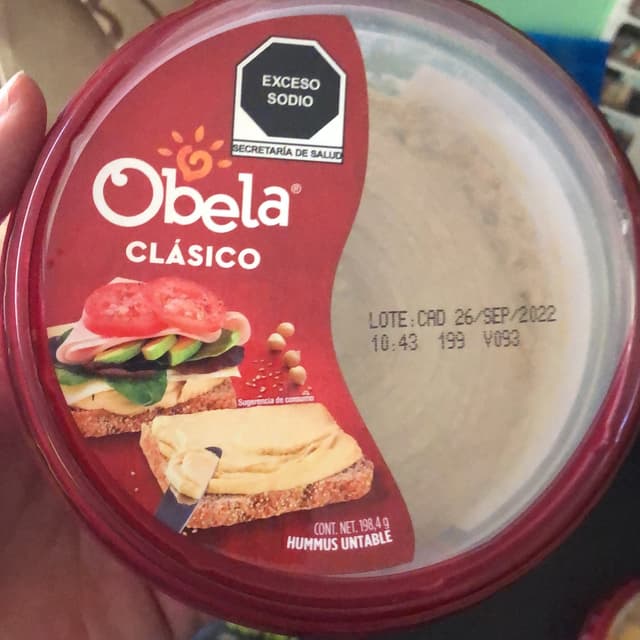 EXCESO
SODIO
SECRETARÍA DE SALUD
Obela®
CLÁSICO
LOTE:CAD 26/SEP/2022
10:43 199 V093
Sugerencia de consumo
CONT. NET. 198,4 g
HUMMUS UNTABLE